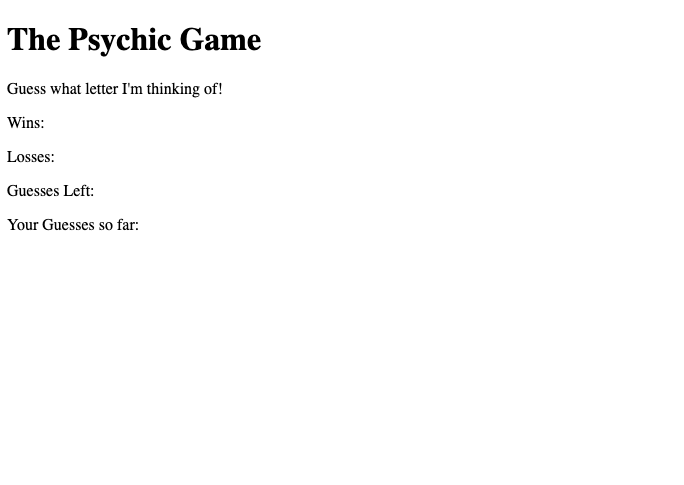 The Psychic Game
Guess what letter I'm thinking of!
Wins:
Losses:
Guesses Left:
Your Guesses so far: